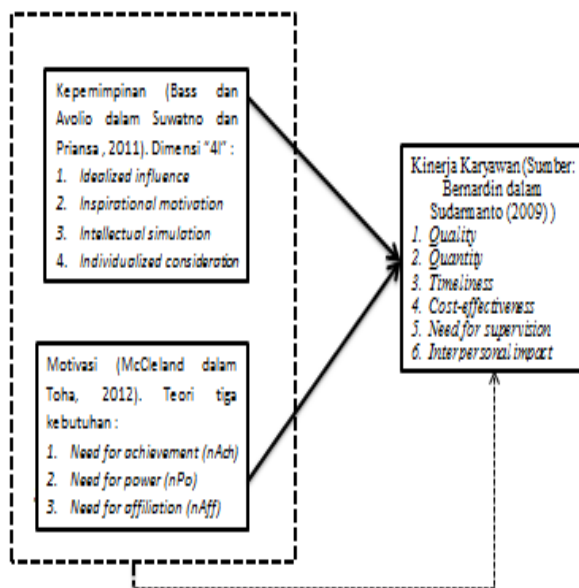 Kepemimpinan (Bass dan
Avolio dalam Suwatno dan
Priansa , 2011). Dimensi “4I” :
1. Idealized influence
2. Inspirational motivation
3. Intellectual simulation
4. Individualized consideration
Motivasi (McCleland dalam
Toha, 2012). Teori tiga
kebutuhan :
1. Need for achievement (nAch)
2. Need for power (nPo)
3. Need for affiliation (nAff)
Kinerja Karyawan (Sumber:
Bernardin dalam
Sudarmanto (2009) )
1. Quality
2. Quantity
3. Timeliness
4. Cost-effectiveness
5. Need for supervision
6. Interpersonal impact